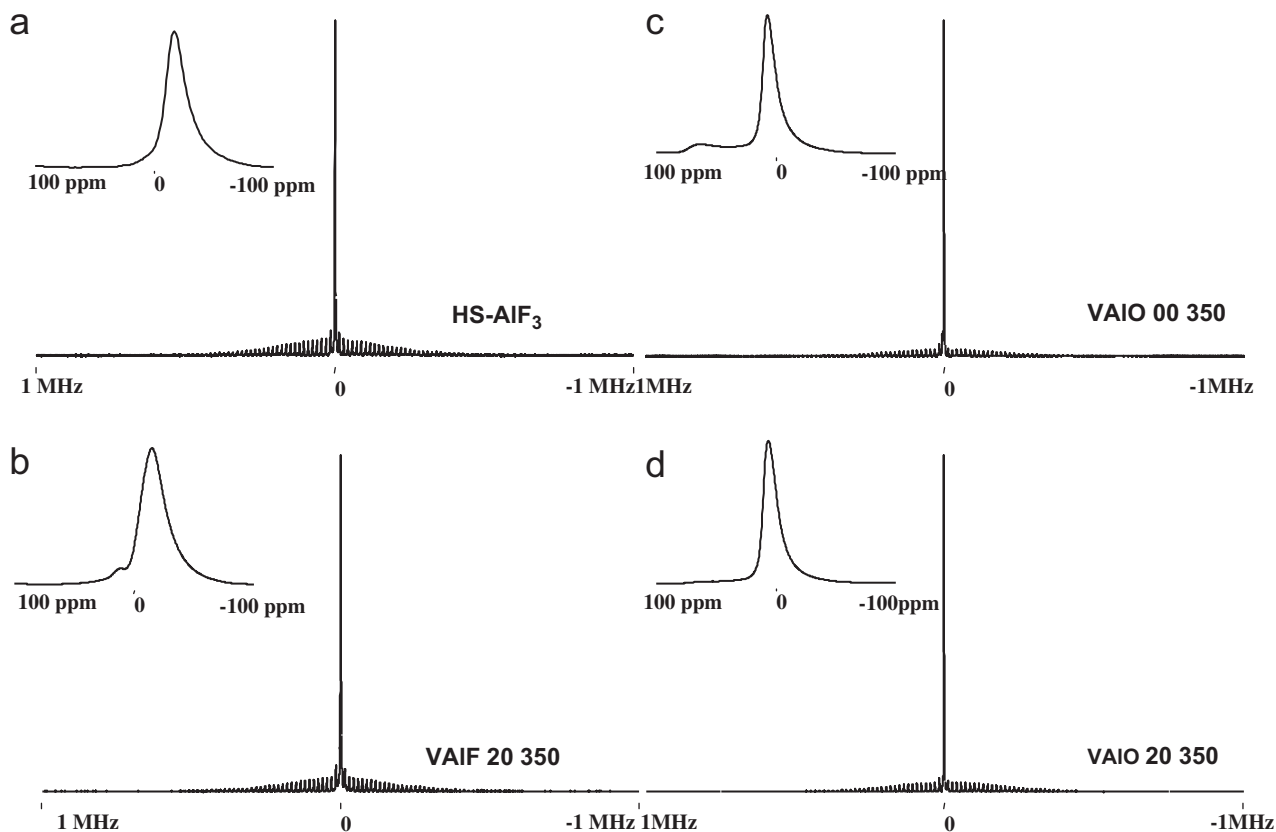 a
100 ppm 0 -100 ppm
HS-AlF₃
1 MHz 0 -1 MHz
c
100 ppm 0 -100 ppm
VAlO 00 350
1MHz 0 -1MHz
b
100 ppm 0 -100 ppm
VAlF 20 350
1 MHz 0 -1 MHz
d
100 ppm 0 -100ppm
VAlO 20 350
1MHz 0 -1MHz